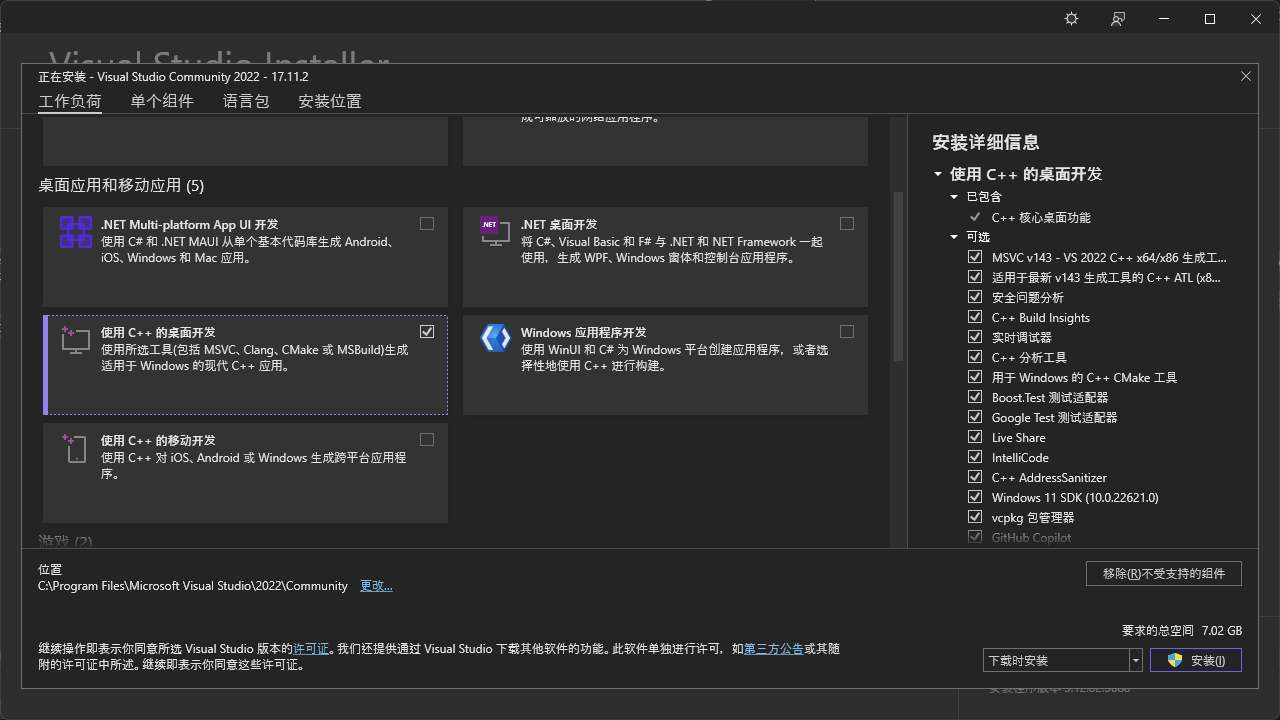 Visual Studio Installer
正在安装 - Visual Studio Community 2022 - 17.11.2
工作负荷 单个组件 语言包 安装位置
成可缩放的网络应用程序。
桌面应用和移动应用 (5)
.NET Multi-platform App UI 开发
使用 C# 和 .NET MAUI 从单个基本代码库生成 Android、
iOS、Windows 和 Mac 应用。
.NET
.NET 桌面开发
将 C#、Visual Basic 和 F# 与 .NET 和 NET Framework 一起
使用，生成 WPF、Windows 窗体和控制台应用程序。
使用 C++ 的桌面开发
使用所选工具(包括 MSVC、Clang、CMake 或 MSBuild)生成
适用于 Windows 的现代 C++ 应用。
Windows 应用程序开发
使用 WinUI 和 C# 为 Windows 平台创建应用程序，或者选
择性地使用 C++ 进行构建。
使用 C++ 的移动开发
使用 C++ 对 iOS、Android 或 Windows 生成跨平台应用程
序。
游戏 (2)
安装详细信息
使用 C++ 的桌面开发
已包含
C++ 核心桌面功能
可选
MSVC v143 - VS 2022 C++ x64/x86 生成工...
适用于最新 v143 生成工具的 C++ ATL (x8...
安全问题分析
C++ Build Insights
实时调试器
C++ 分析工具
用于 Windows 的 C++ CMake 工具
Boost.Test 测试适配器
Google Test 测试适配器
Live Share
IntelliCode
C++ AddressSanitizer
Windows 11 SDK (10.0.22621.0)
vcpkg 包管理器
GitHub Copilot
位置
C:\Program Files\Microsoft Visual Studio\2022\Community 更改...
移除(R)不受支持的组件
继续操作即表示你同意所选 Visual Studio 版本的许可证。我们还提供通过 Visual Studio 下载其他软件的功能。此软件单独进行许可，如第三方公告或其随
附的许可证中所述。继续即表示你同意这些许可证。
要求的总空间 7.02 GB
下载时安装
安装(I)
安装程序版本